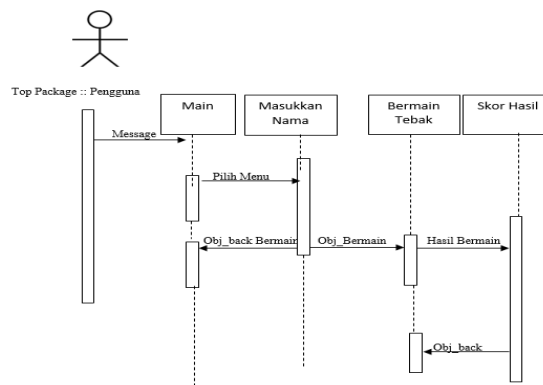 Top Package :: Pengguna
Main
Masukkan
Nama
Bermain
Tebak
Skor Hasil
Message
Pilih Menu
Obj_back Bermain
Obj_Bermain
Hasil Bermain
Obj_back